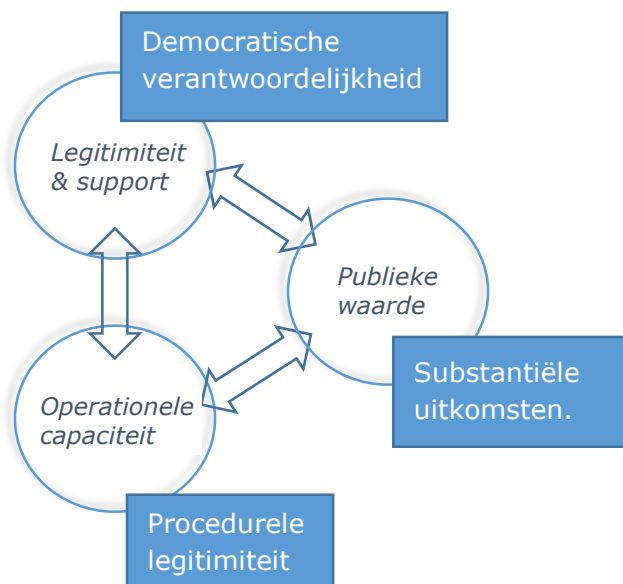 Democratische
verantwoordelijkheid
Legitimiteit
& support
Publieke
waarde
Substantiële
uitkomsten.
Operationele
capaciteit
Procedurele
legitimiteit